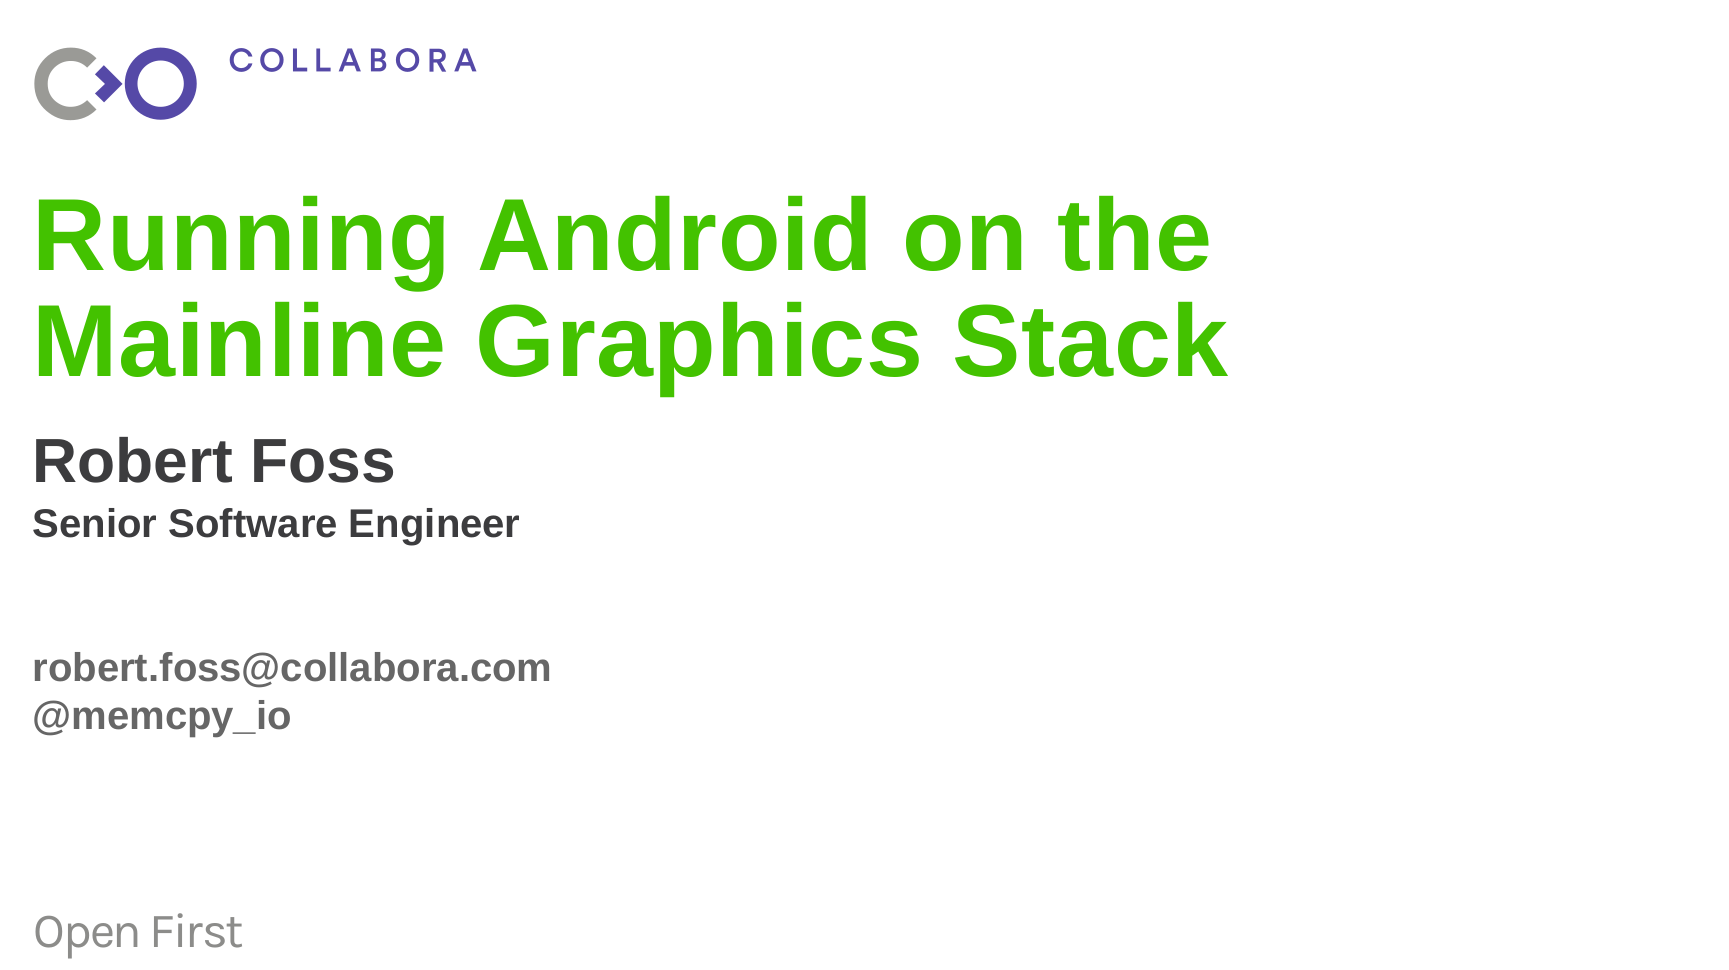 COLLABORA
Running Android on the
Mainline Graphics Stack
Robert Foss
Senior Software Engineer
robert.foss@collabora.com
@memcpy_io
Open First